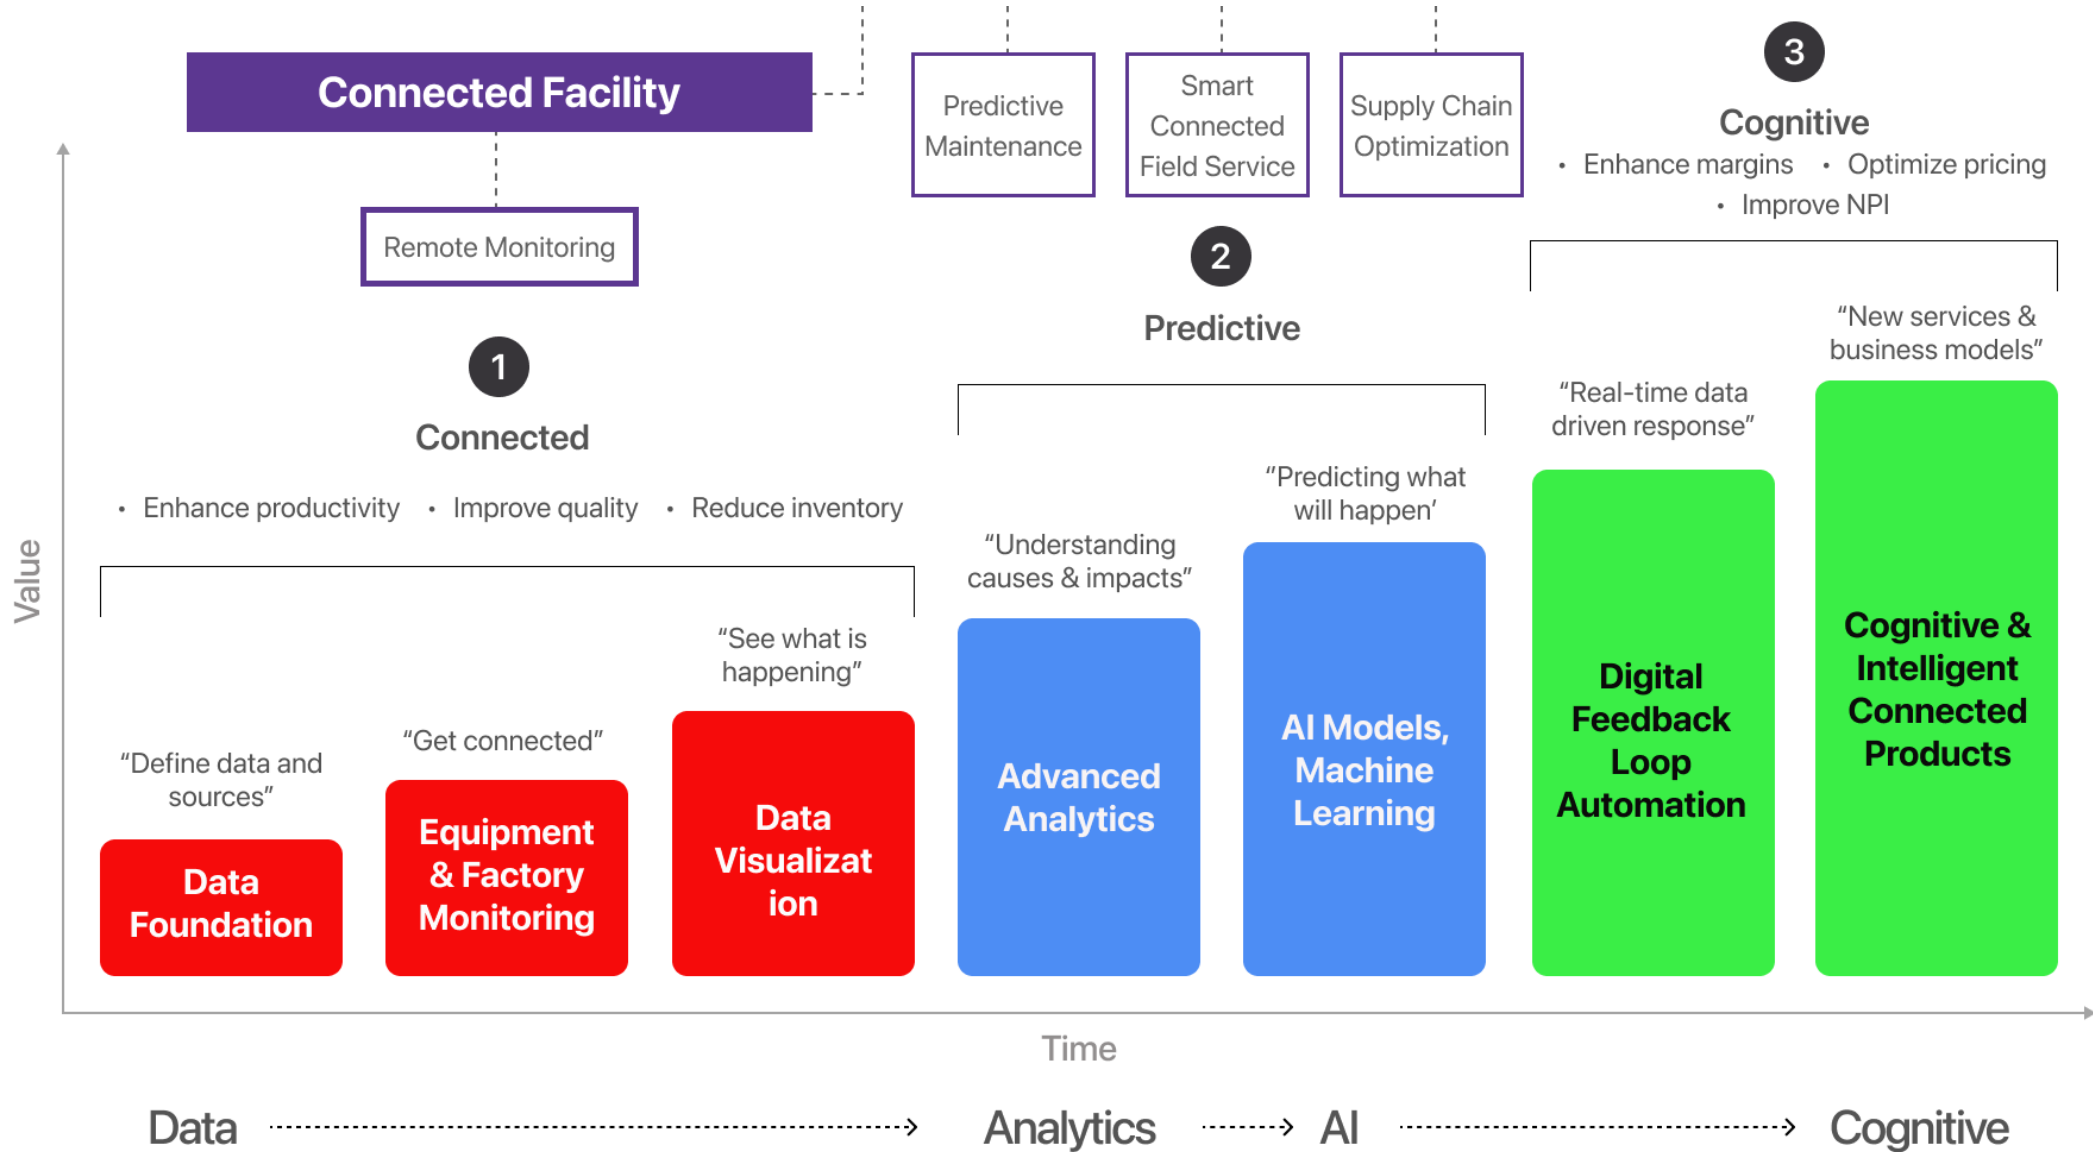 Connected Facility
Remote Monitoring
Predictive
Maintenance
Smart
Connected
Field Service
Supply Chain
Optimization
3
Cognitive
• Enhance margins • Optimize pricing
• Improve NPI
2
Predictive
1
Connected
• Enhance productivity • Improve quality • Reduce inventory
Value
“Define data and
sources”
Data
Foundation
“Get connected”
Equipment
& Factory
Monitoring
“See what is
happening”
Data
Visualizat
ion
“Understanding
causes & impacts”
Advanced
Analytics
“Predicting what
will happen’
AI Models,
Machine
Learning
“Real-time data
driven response”
Digital
Feedback
Loop
Automation
“New services &
business models”
Cognitive &
Intelligent
Connected
Products
Time
Data
Analytics
AI
Cognitive